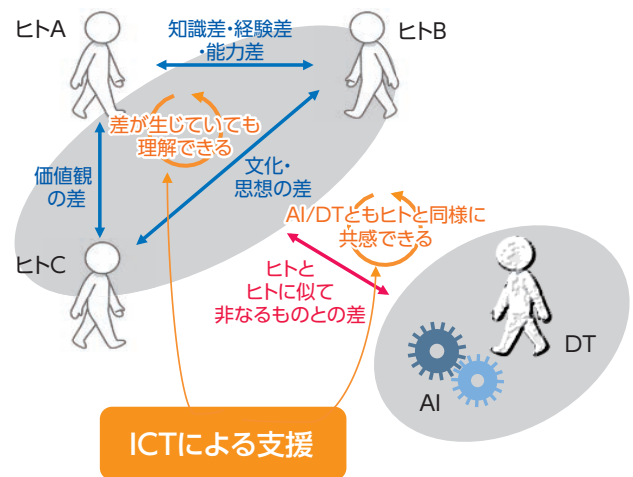 ヒトA
知識差・経験差
・能力差
ヒトB
差が生じていても
理解できる
価値観
の差
文化・
思想の差
AI/DTともヒトと同様に
共感できる
ヒトC
ヒトと
ヒトに似て
非なるものとの差
DT
AI
ICTによる支援